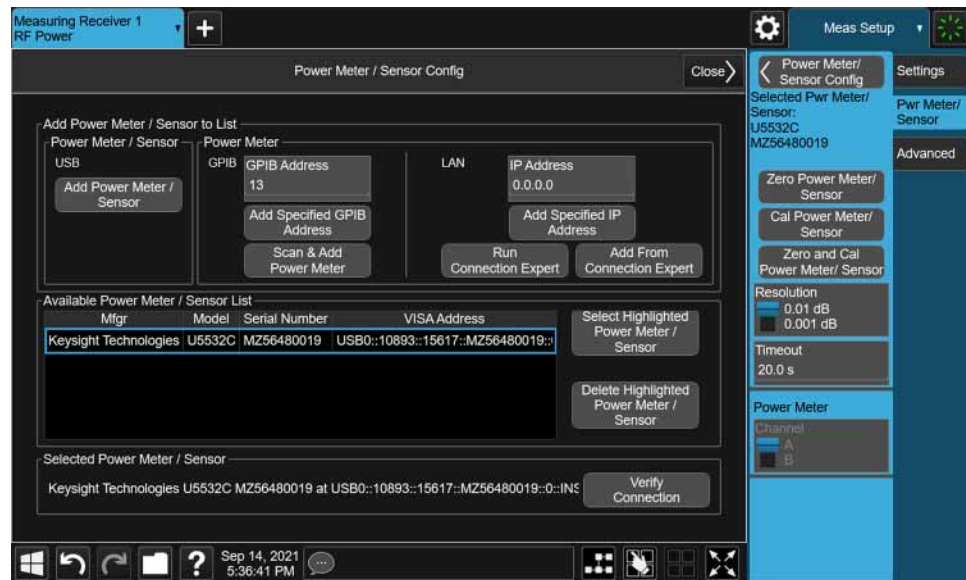 Measuring Receiver 1
RF Power
+
Meas Setup
Power Meter / Sensor Config
Close
Add Power Meter / Sensor to List
Power Meter / Sensor
Power Meter
USB
Add Power Meter /
Sensor
GPIB
GPIB Address
13
Add Specified GPIB
Address
Scan & Add
Power Meter
LAN
IP Address
0.0.0.0
Add Specified IP
Address
Run
Connection Expert
Add From
Connection Expert
Available Power Meter / Sensor List
Mfgr Model Serial Number VISA Address
Keysight Technologies U5532C MZ56480019 USB0::10893::15617::MZ56480019::
Select Highlighted
Power Meter /
Sensor
Delete Highlighted
Power Meter /
Sensor
Selected Power Meter / Sensor
Keysight Technologies U5532C MZ56480019 at USB0::10893::15617::MZ56480019::0::INS
Verify
Connection
Power Meter/
Sensor Config
Selected Pwr Meter/
Sensor:
U5532C
MZ56480019
Zero Power Meter/
Sensor
Cal Power Meter/
Sensor
Zero and Cal
Power Meter/ Sensor
Resolution
0.01 dB
0.001 dB
Timeout
20.0 s
Power Meter
Channel
A
B
Settings
Pwr Meter/
Sensor
Advanced
?
Sep 14, 2021
5:36:41 PM